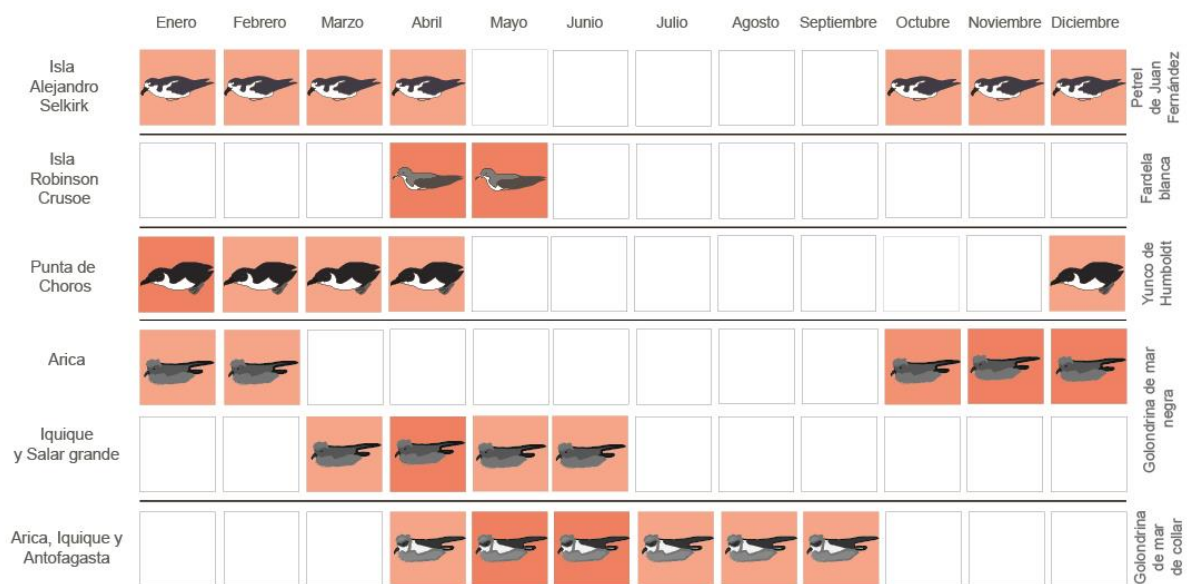 Enero Febrero Marzo Abril Mayo Junio Julio Agosto Septiembre Octubre Noviembre Diciembre
Isla
Alejandro
Selkirk
Petrel
de Juan
Fernández
Isla
Robinson
Crusoe
Fardela
blanca
Punta de
Choros
Yunco de
Humboldt
Arica
Golondrina de mar
negra
Iquique
y Salar grande
Arica, Iquique y
Antofagasta
Golondrina
de mar
de collar